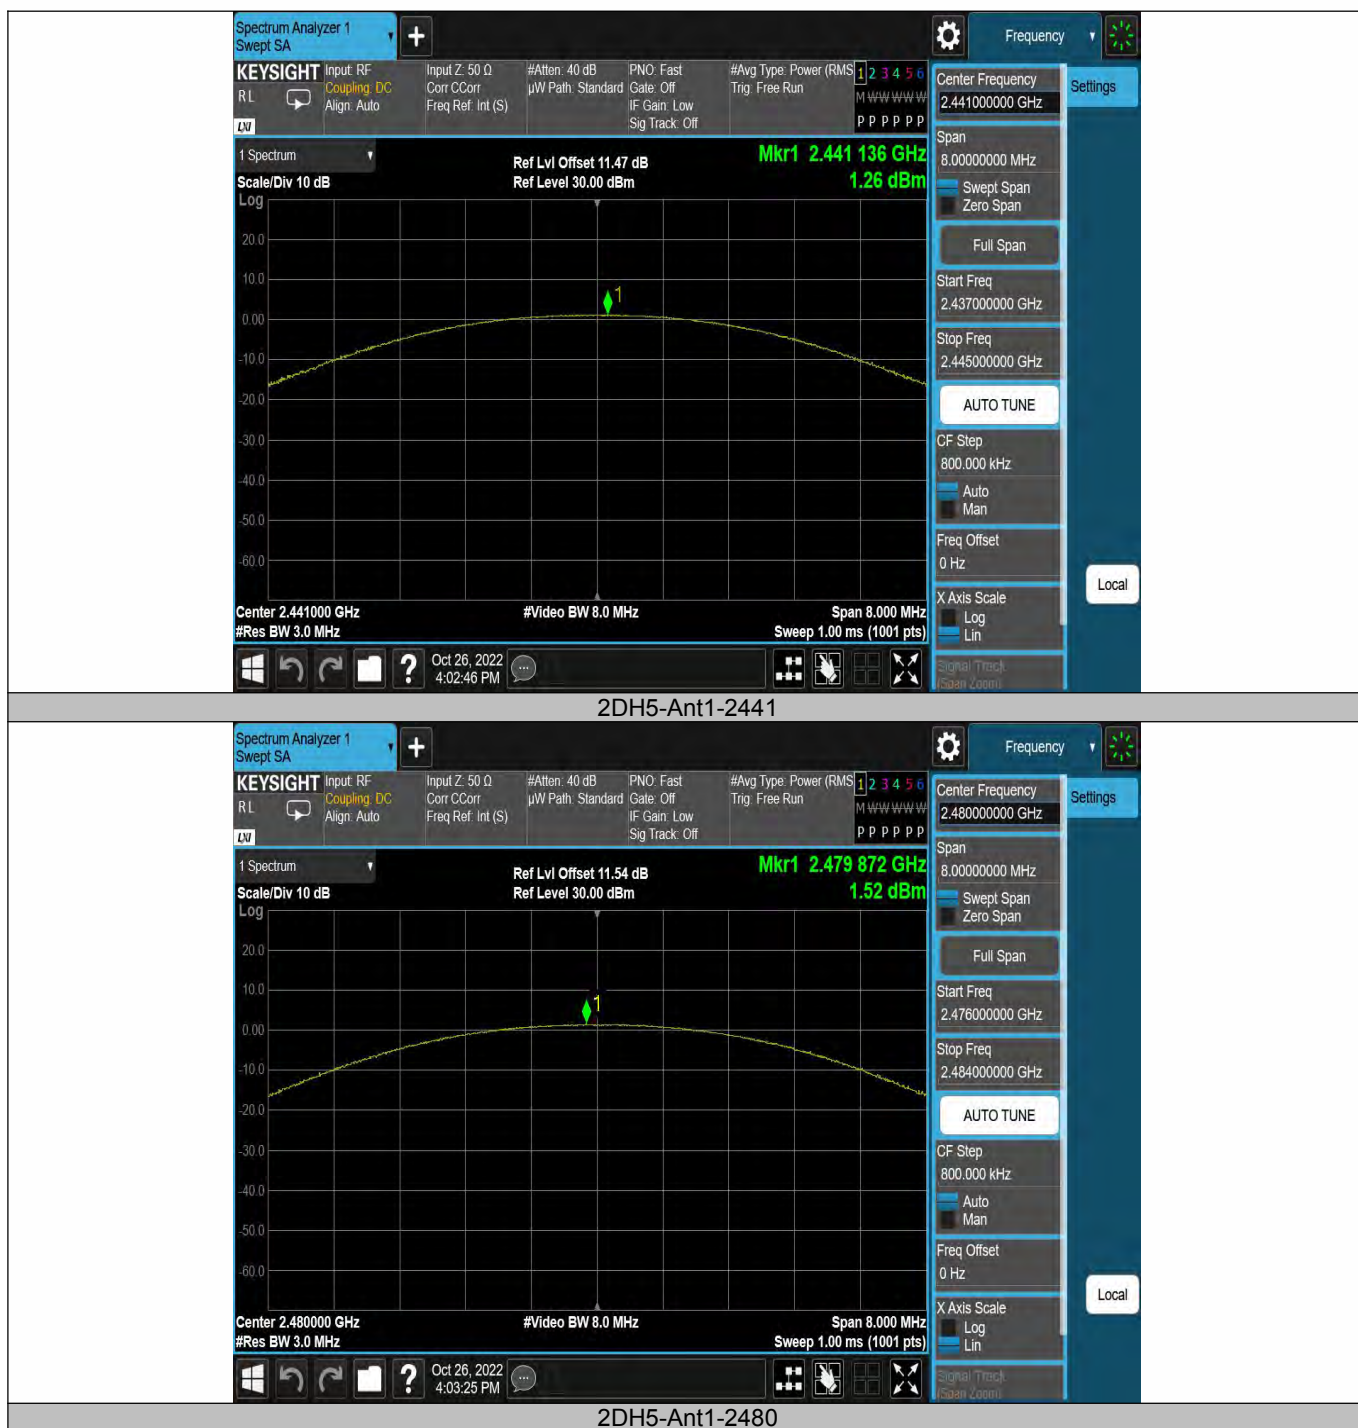 Spectrum Analyzer 1
Swept SA
+
Frequency
KEYSIGHT
RL
LXI
Input: RF
Coupling: DC
Align: Auto
Input Z: 50 Ω
Corr CCorr
Freq Ref: Int (S)
#Atten: 40 dB
µW Path: Standard
PNO: Fast
Gate: Off
IF Gain: Low
Sig Track: Off
#Avg Type: Power (RMS
Trig: Free Run
1 2 3 4 5 6
M W W W W W
P P P P P P
1 Spectrum
Scale/Div 10 dB
Log
Ref Lvl Offset 11.47 dB
Ref Level 30.00 dBm
Mkr1 2.441 136 GHz
1.26 dBm
20.0
10.0
0.00
-10.0
-20.0
-30.0
-40.0
-50.0
-60.0
1
Center 2.441000 GHz
#Res BW 3.0 MHz
#Video BW 8.0 MHz
Span 8.000 MHz
Sweep 1.00 ms (1001 pts)
?
Oct 26, 2022
4:02:46 PM
Center Frequency
2.441000000 GHz
Settings
Span
8.00000000 MHz
Swept Span
Zero Span
Full Span
Start Freq
2.437000000 GHz
Stop Freq
2.445000000 GHz
AUTO TUNE
CF Step
800.000 kHz
Auto
Man
Freq Offset
0 Hz
X Axis Scale
Log
Lin
Signal Track
(Span Zoom)
Local
2DH5-Ant1-2441
Spectrum Analyzer 1
Swept SA
+
Frequency
KEYSIGHT
RL
LXI
Input: RF
Coupling: DC
Align: Auto
Input Z: 50 Ω
Corr CCorr
Freq Ref: Int (S)
#Atten: 40 dB
µW Path: Standard
PNO: Fast
Gate: Off
IF Gain: Low
Sig Track: Off
#Avg Type: Power (RMS
Trig: Free Run
1 2 3 4 5 6
M W W W W W
P P P P P P
1 Spectrum
Scale/Div 10 dB
Log
Ref Lvl Offset 11.54 dB
Ref Level 30.00 dBm
Mkr1 2.479 872 GHz
1.52 dBm
20.0
10.0
0.00
-10.0
-20.0
-30.0
-40.0
-50.0
-60.0
1
Center 2.480000 GHz
#Res BW 3.0 MHz
#Video BW 8.0 MHz
Span 8.000 MHz
Sweep 1.00 ms (1001 pts)
?
Oct 26, 2022
4:03:25 PM
Center Frequency
2.480000000 GHz
Settings
Span
8.00000000 MHz
Swept Span
Zero Span
Full Span
Start Freq
2.476000000 GHz
Stop Freq
2.484000000 GHz
AUTO TUNE
CF Step
800.000 kHz
Auto
Man
Freq Offset
0 Hz
X Axis Scale
Log
Lin
Signal Track
(Span Zoom)
Local
2DH5-Ant1-2480